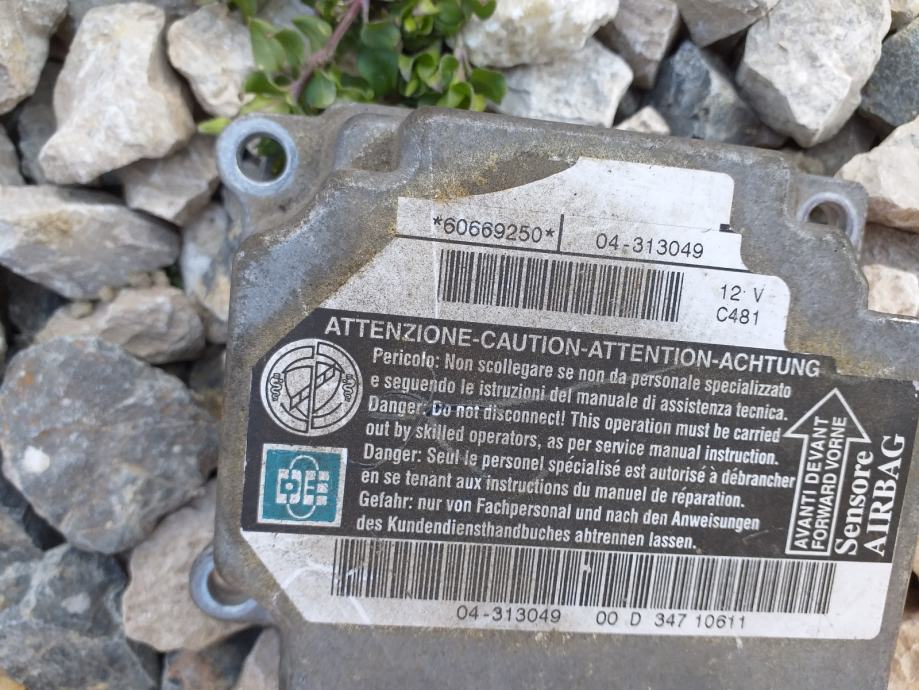 *60669250*
04-313049
12 V
C481
ATTENZIONE-CAUTION-ATTENTION-ACHTUNG
Pericolo: Non scollegare se non da personale specializzato
e seguendo le istruzioni del manuale di assistenza tecnica.
Danger: Do not disconnect! This operation must be carried
out by skilled operators, as per service manual instruction.
Danger: Seul le personel spécialisé est autorisé à débrancher
en se tenant aux instructions du manuel de réparation.
Gefahr: nur von Fachpersonal und nach den Anweisungen
des Kundendiensthandbuches abtrennen lassen.
AVANTI DEVANT
FORWARD VORNE
Sensore
AIRBAG
04-313049 00 D 347 10611